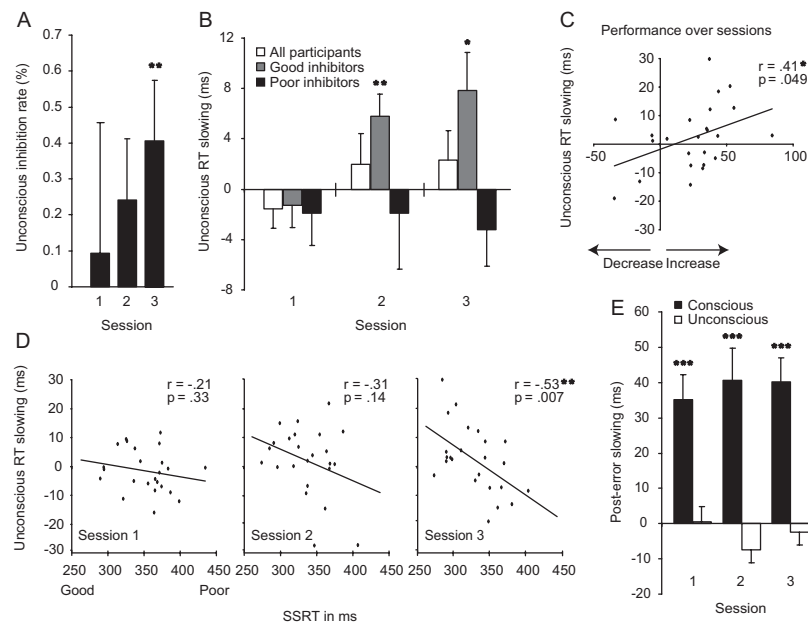 A
Unconscious inhibition rate (%)
0.7
0.6
0.5
0.4
0.3
0.2
0.1
0
**
1 2 3
Session
B
Unconscious RT slowing (ms)
12
8
4
0
-4
-8
All participants
Good inhibitors
Poor inhibitors
**
*
1 2 3
Session
C
Performance over sessions
Unconscious RT slowing (ms)
30
20
10
-10
-20
-30
-50 50 100
r = .41*
p = .049
Decrease Increase
D
Unconscious RT slowing (ms)
30
20
10
0
-10
-20
-30
r = -.21
p = .33
Session 1
250 300 350 400 450
Good Poor
r = -.31
p = .14
Session 2
250 300 350 400 450
r = -.53**
p = .007
Session 3
250 300 350 400 450
SSRT in ms
E
Post-error slowing (ms)
60
50
40
30
20
10
0
-10
-20
Conscious
Unconscious
***
***
***
1 2 3
Session